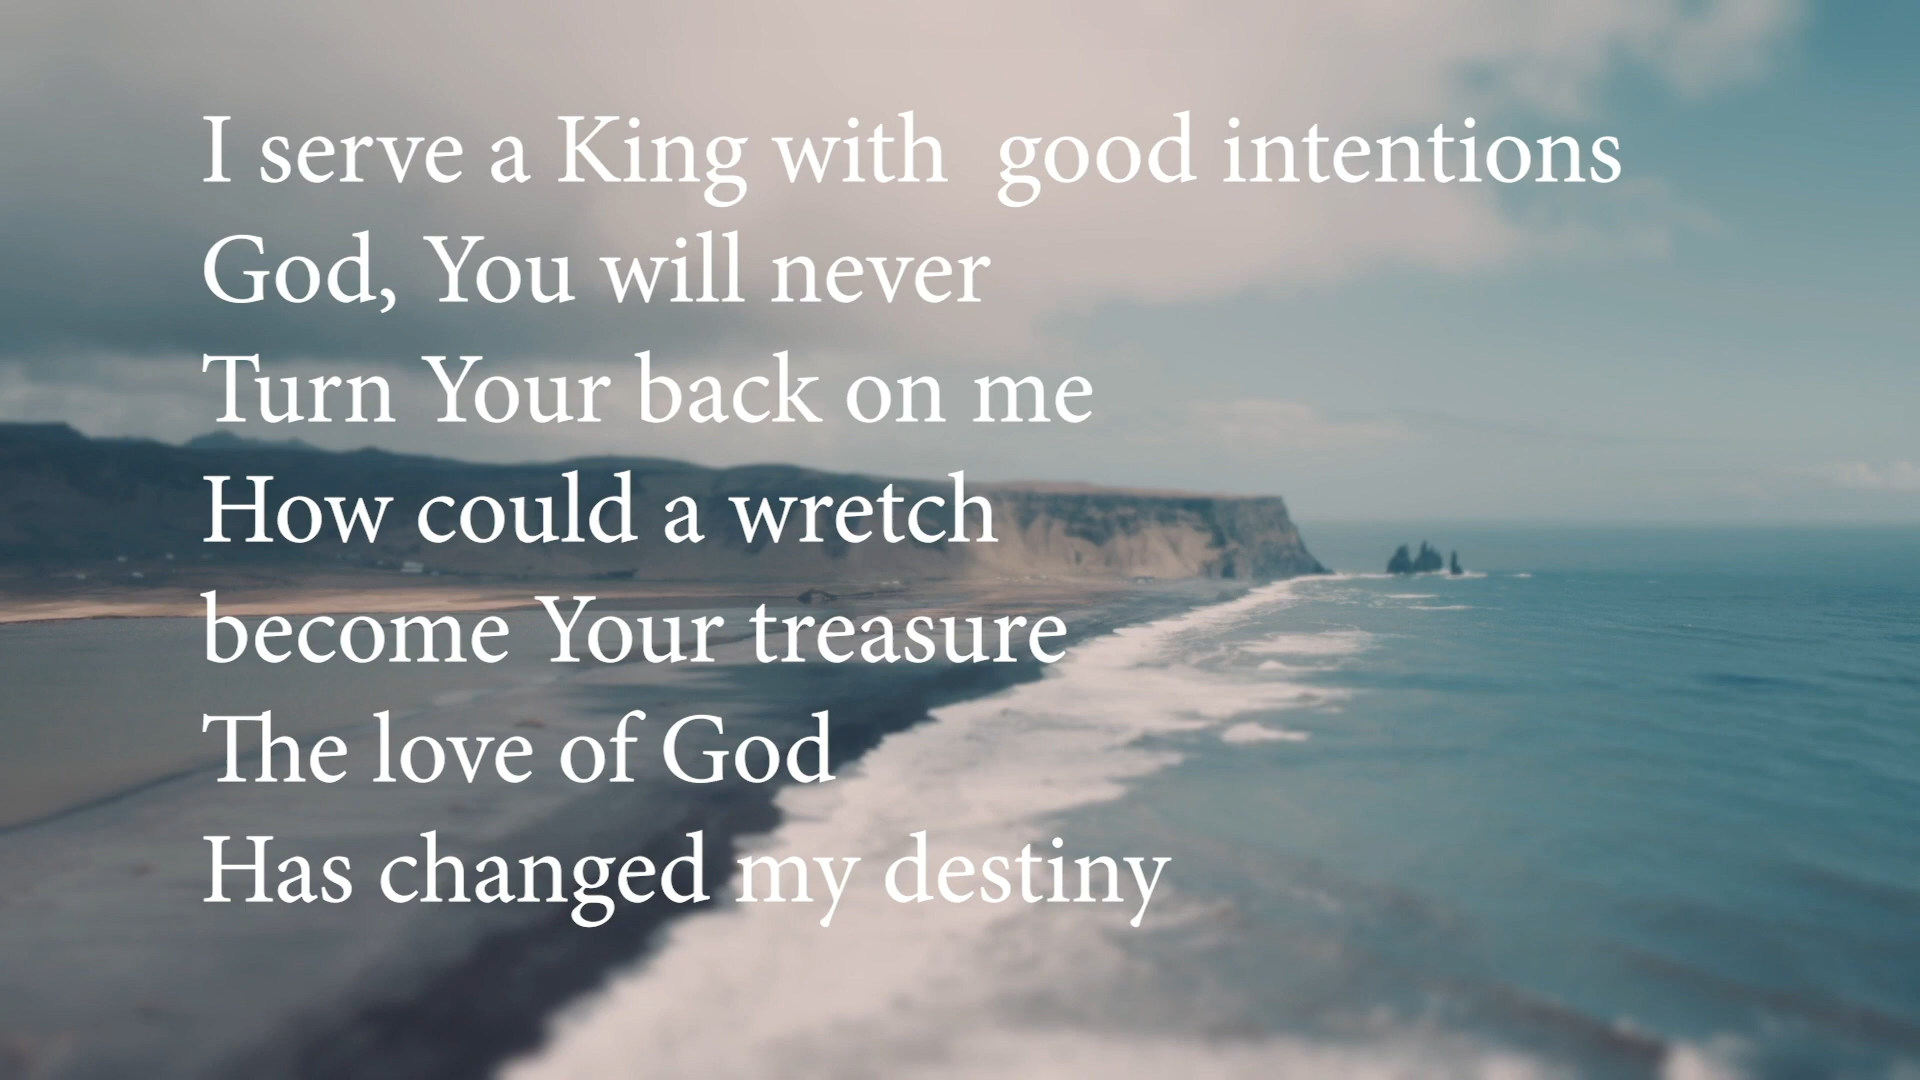 I serve a King with  good intentions
God, You will never
Turn Your back on me
How could a wretch
become Your treasure
The love of God
Has changed my destiny